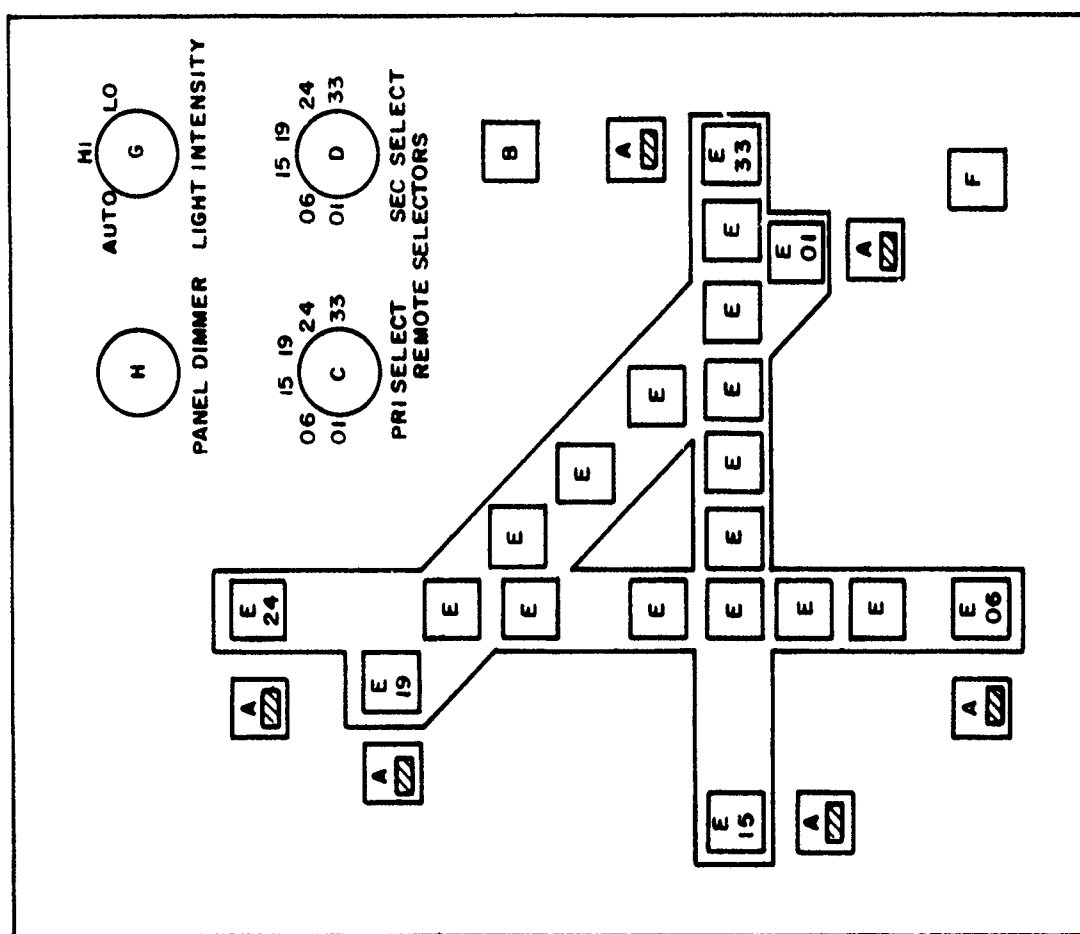 HI
LO
AUTO
G
H
PANEL DIMMER
LIGHT INTENSITY
01
06
15
19
24
33
C
01
06
15
19
24
33
D
PRI SELECT
SEC SELECT
REMOTE SELECTORS
B
A
E
33
F
E
E
01
A
E
E
E
E
E
E
E
E
24
E
E
E
E
E
E
E
06
A
E
19
A
A
E
15
A